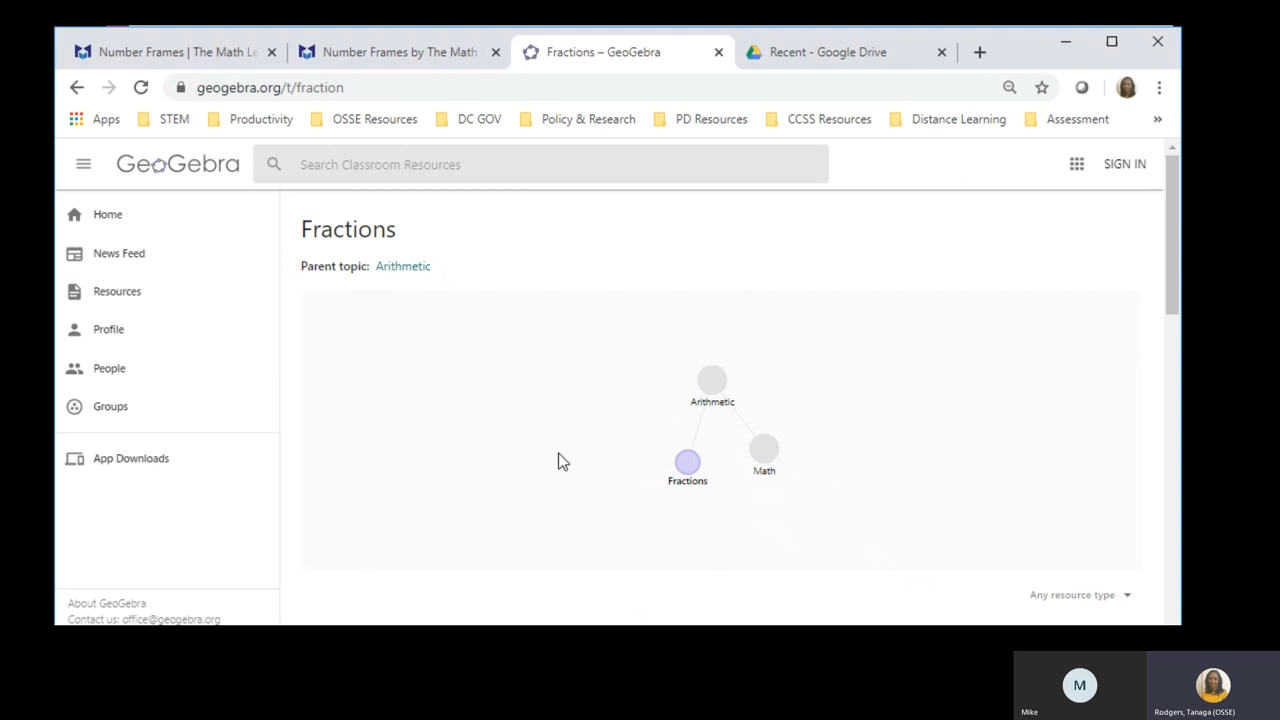 Number Frames | The Math Le
Number Frames by The Math
Fractions – GeoGebra
Recent - Google Drive
geogebra.org/t/fraction
Apps STEM Productivity OSSE Resources DC GOV Policy & Research PD Resources CCSS Resources Distance Learning Assessment »
GeoGebra
Search Classroom Resources
SIGN IN
Home
News Feed
Resources
Profile
People
Groups
App Downloads
About GeoGebra
Contact us: office@geogebra.org
Fractions
Parent topic: Arithmetic
Arithmetic
Math
Fractions
Any resource type
M
Mike
Rodgers, Tanaga (OSSE)